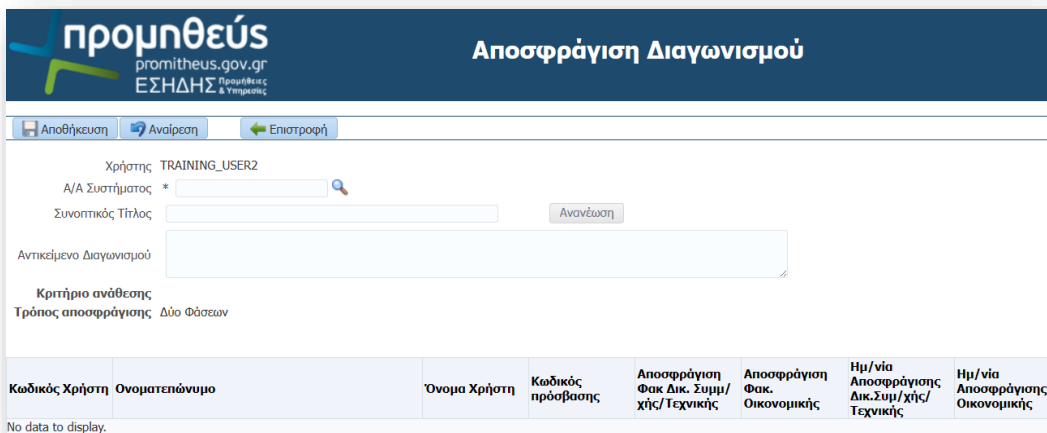 προμηθεύς
promitheus.gov.gr
ΕΣΗΔΗΣ Προμήθειες & Υπηρεσίες
Αποσφράγιση Διαγωνισμού
Αποθήκευση Αναίρεση Επιστροφή
Χρήστης TRAINING_USER2
Α/Α Συστήματος *
Συνοπτικός Τίτλος Ανανέωση
Αντικείμενο Διαγωνισμού
Κριτήριο ανάθεσης
Τρόπος αποσφράγισης Δύο Φάσεων
Κωδικός Χρήστη Ονοματεπώνυμο Όνομα Χρήστη
Κωδικός
πρόσβασης
Αποσφράγιση
Φακ Δικ. Συμμ/
χής/Τεχνικής
Αποσφράγιση
Φακ.
Οικονομικής
Ημ/νία
Αποσφράγισης
Δικ.Συμ/χής/
Τεχνικής
Ημ/νία
Αποσφράγισης
Οικονομικής
No data to display.